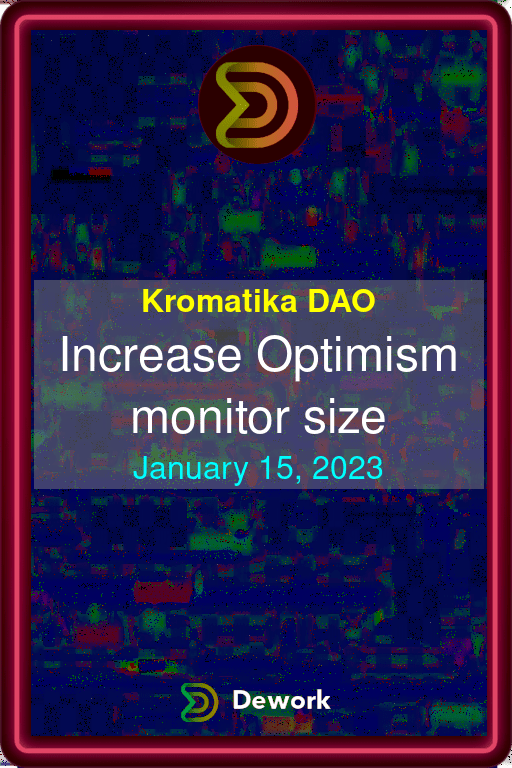 Kromatika DAO
Increase Optimism
monitor size
January 15, 2023
Dework